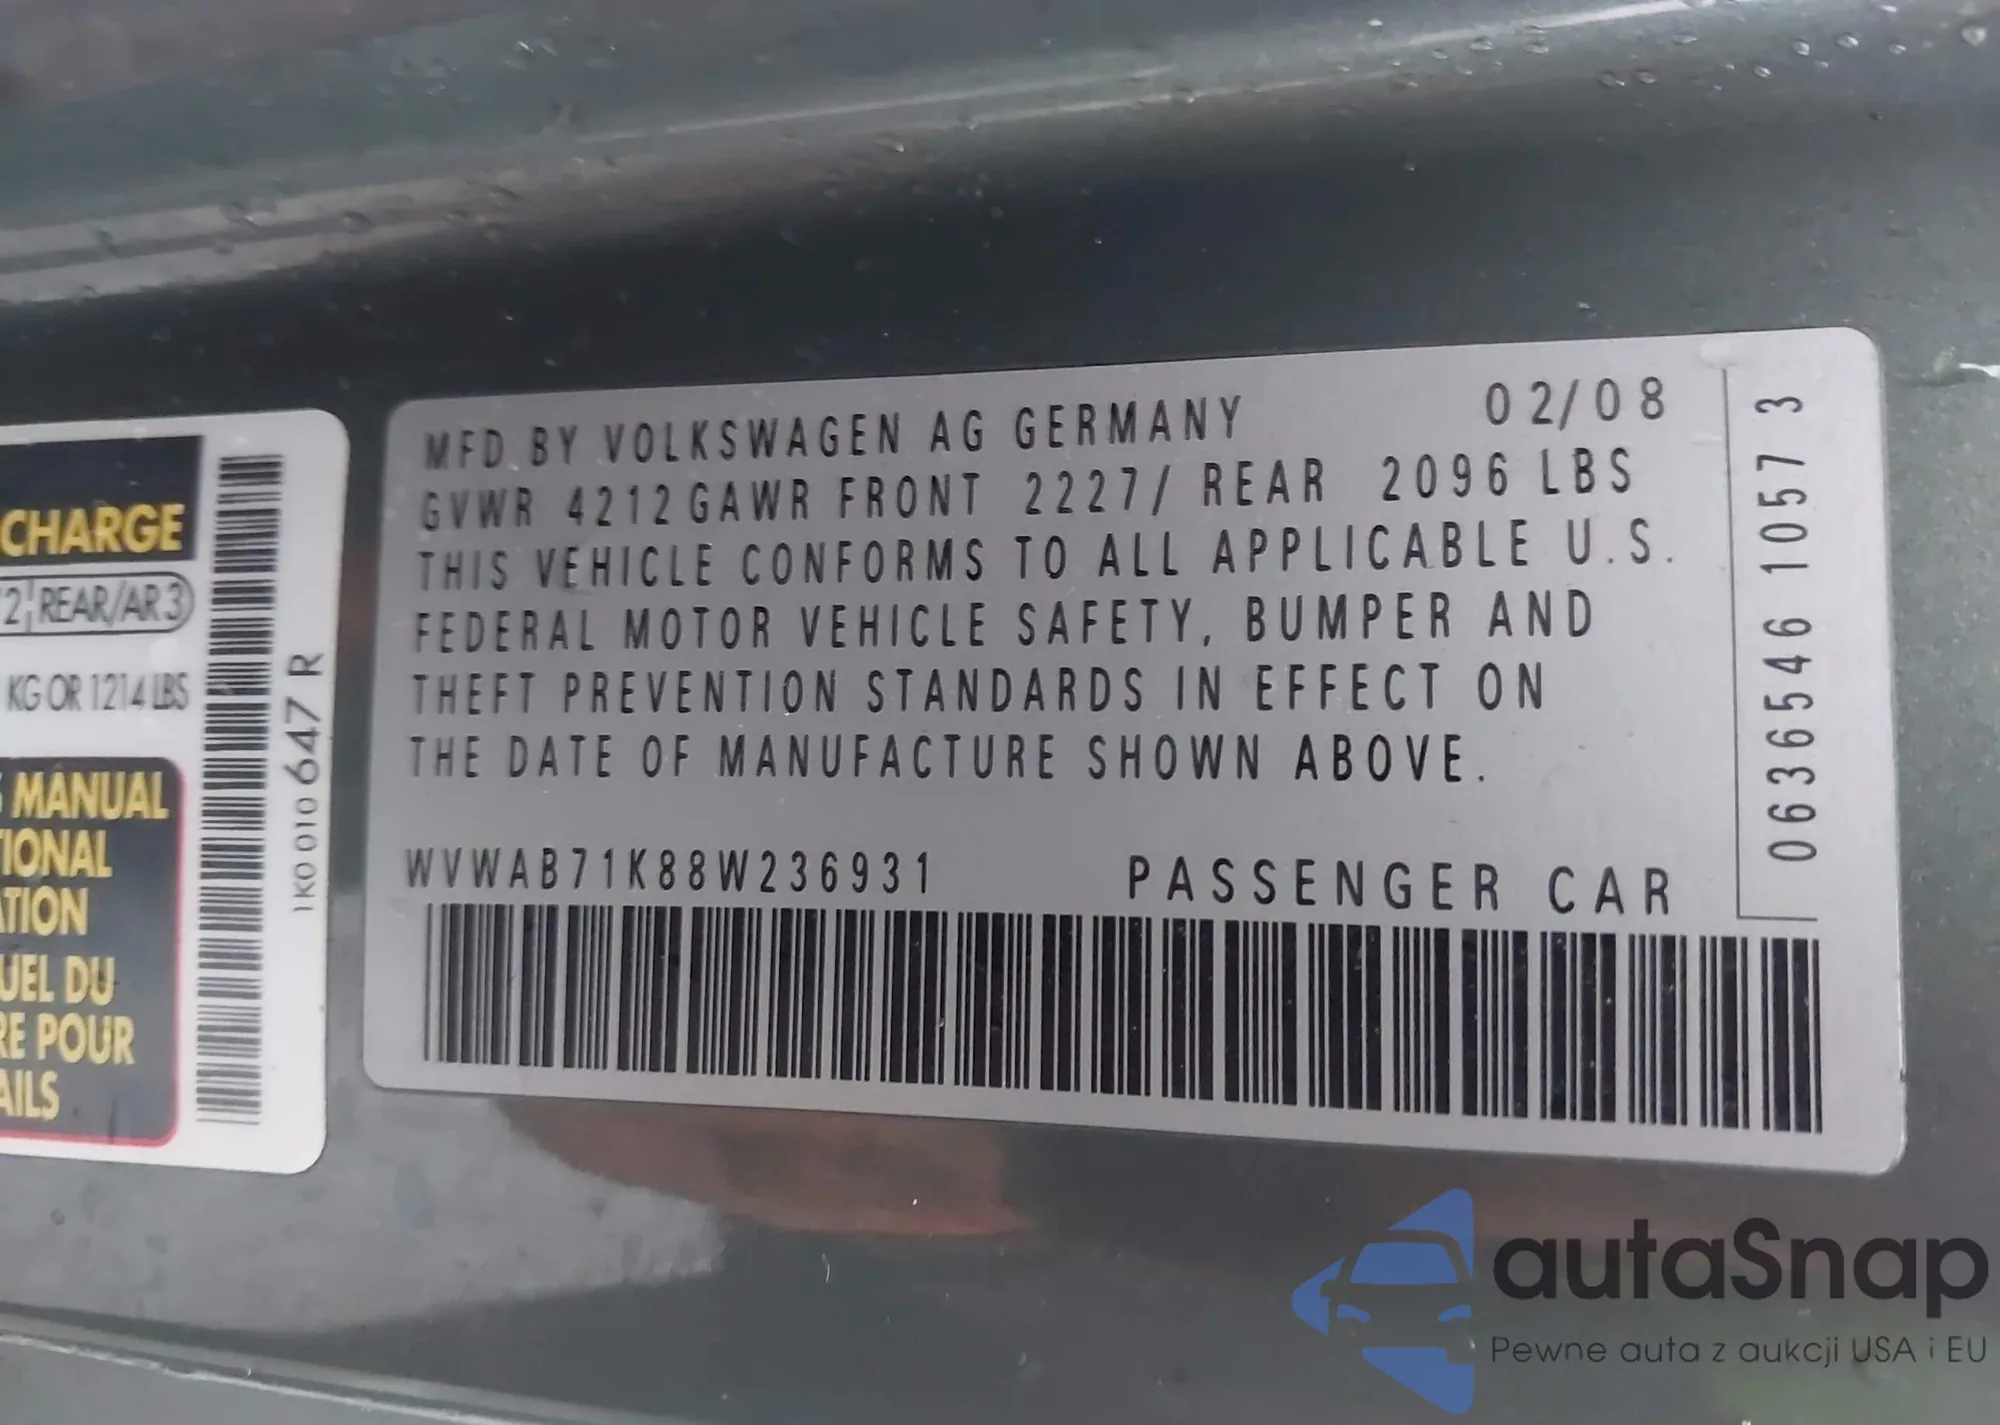 CHARGE
2 REAR/AR 3
KG OR 1214 LBS
MANUAL
TIONAL
ATION
UEL DU
RE POUR
AILS
1K0 010 647 R
MFD BY VOLKSWAGEN AG GERMANY 02/08
GVWR 4212 GAWR FRONT 2227/ REAR 2096 LBS
THIS VEHICLE CONFORMS TO ALL APPLICABLE U.S.
FEDERAL MOTOR VEHICLE SAFETY, BUMPER AND
THEFT PREVENTION STANDARDS IN EFFECT ON
THE DATE OF MANUFACTURE SHOWN ABOVE.
WVWAB71K88W236931 PASSENGER CAR
0636546 1057 3
autaSnap
Pewne auta z aukcji USA i EU